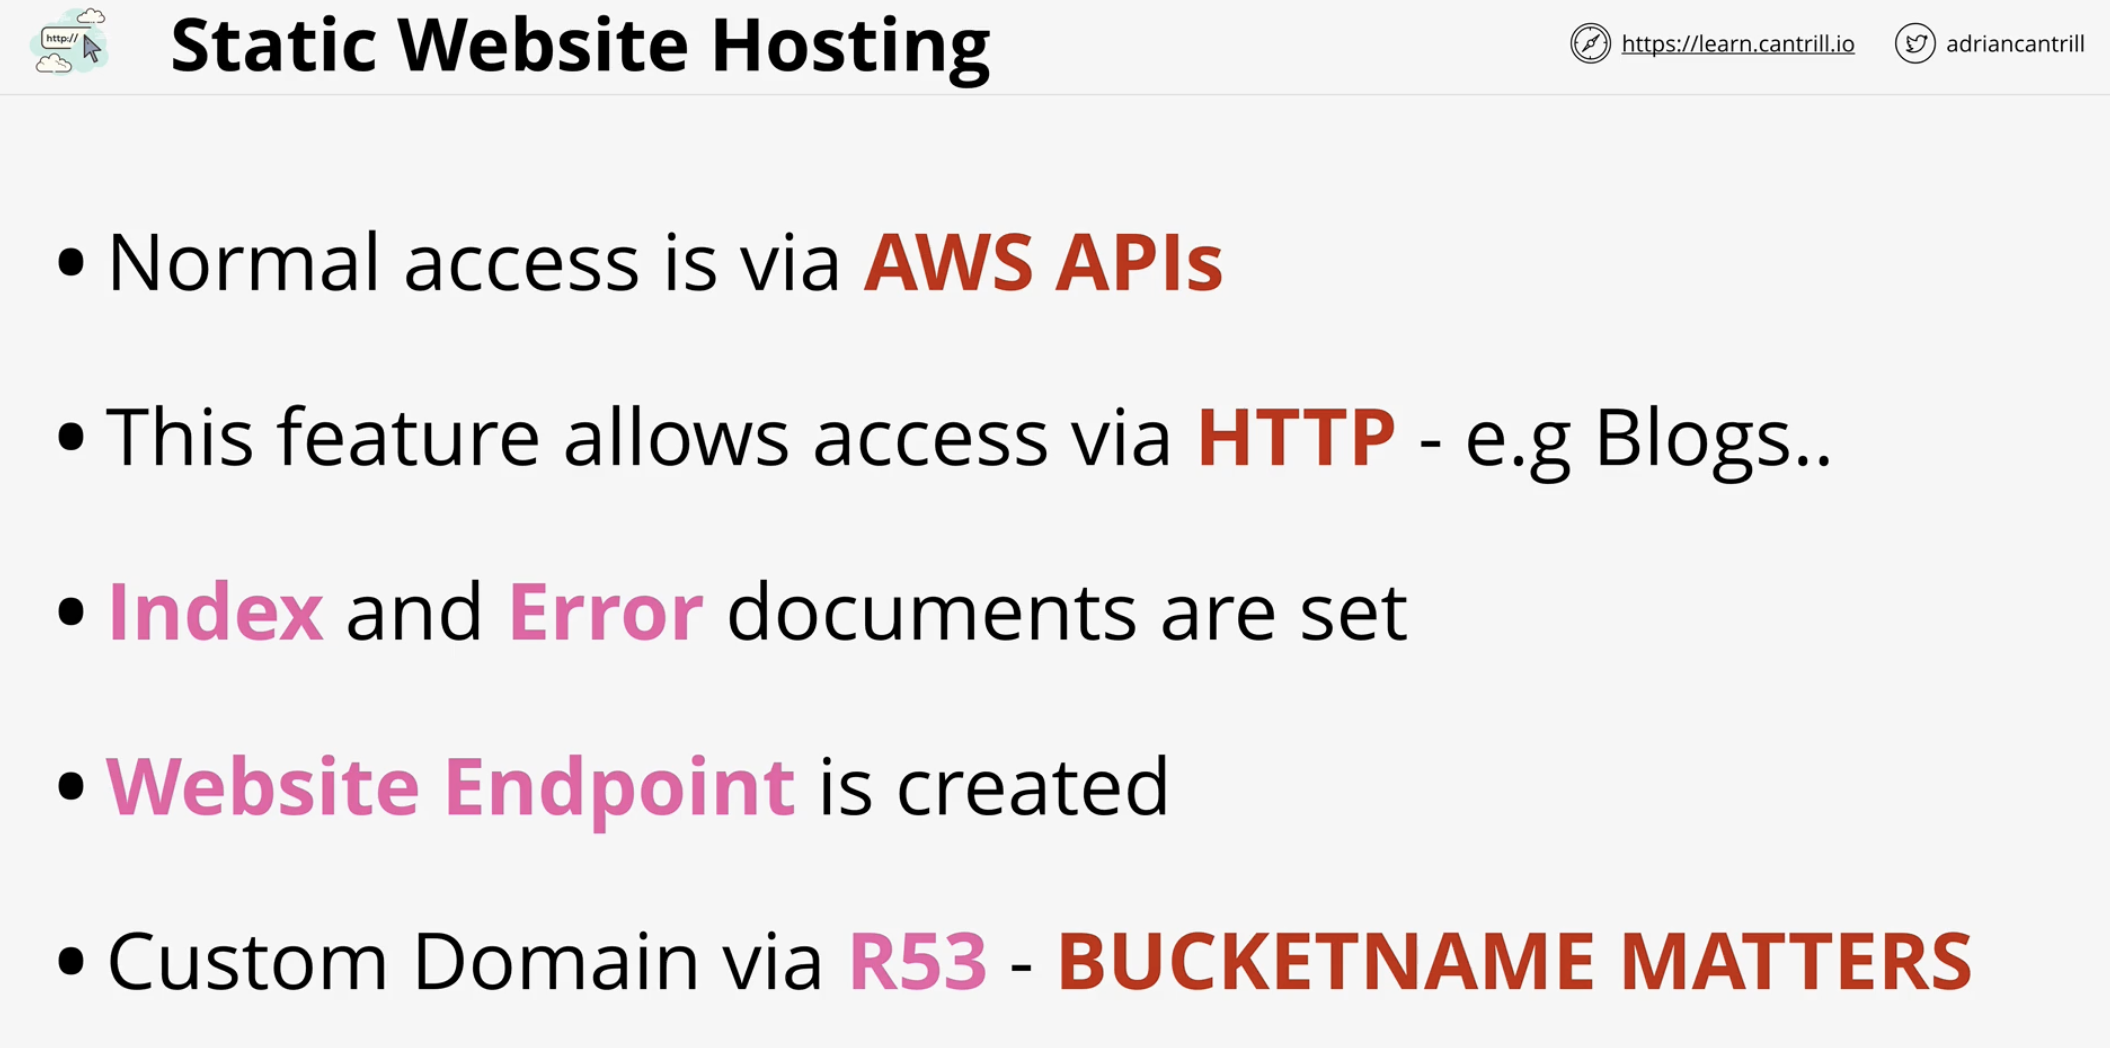 http://
Static Website Hosting
https://learn.cantrill.io
adriancantrill
• Normal access is via AWS APIs
• This feature allows access via HTTP - e.g Blogs..
• Index and Error documents are set
• Website Endpoint is created
• Custom Domain via R53 - BUCKETNAME MATTERS